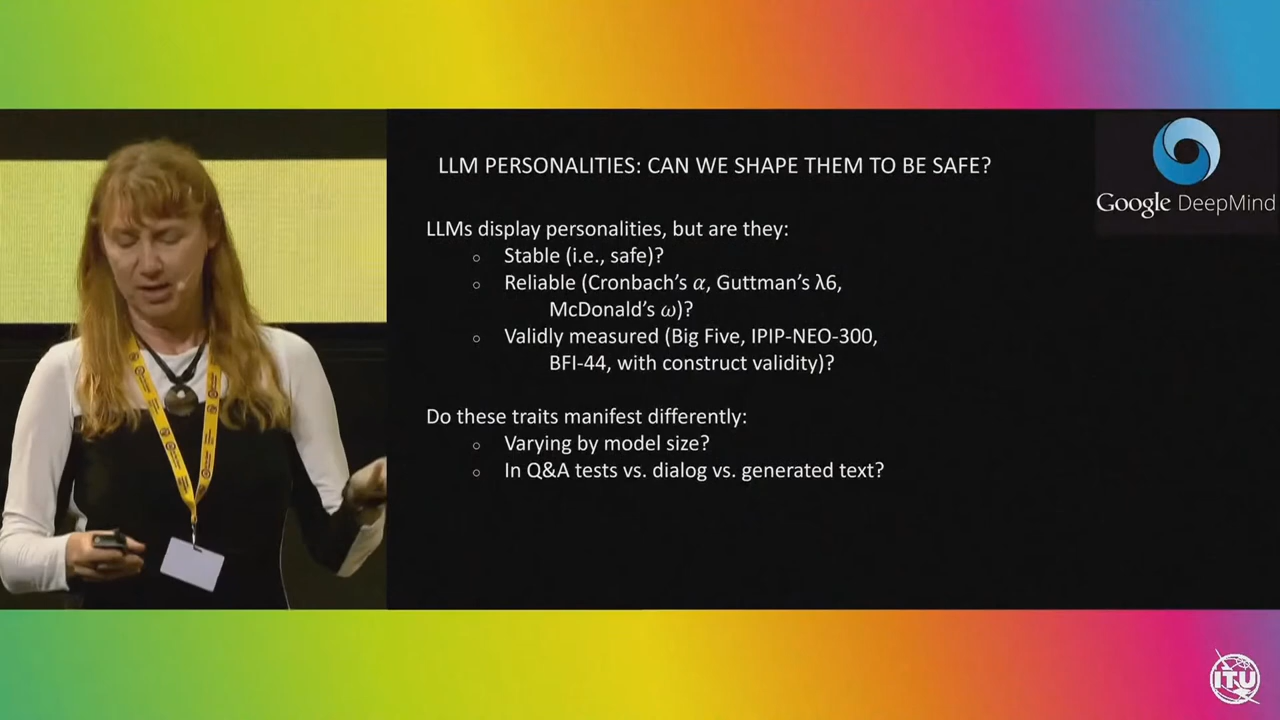 LLM PERSONALITIES: CAN WE SHAPE THEM TO BE SAFE?
Google DeepMind
LLMs display personalities, but are they:
○ Stable (i.e., safe)?
○ Reliable (Cronbach's 𝛼, Guttman's λ6,
McDonald's 𝜔)?
○ Validly measured (Big Five, IPIP-NEO-300,
BFI-44, with construct validity)?
Do these traits manifest differently:
○ Varying by model size?
○ In Q&A tests vs. dialog vs. generated text?
ITU